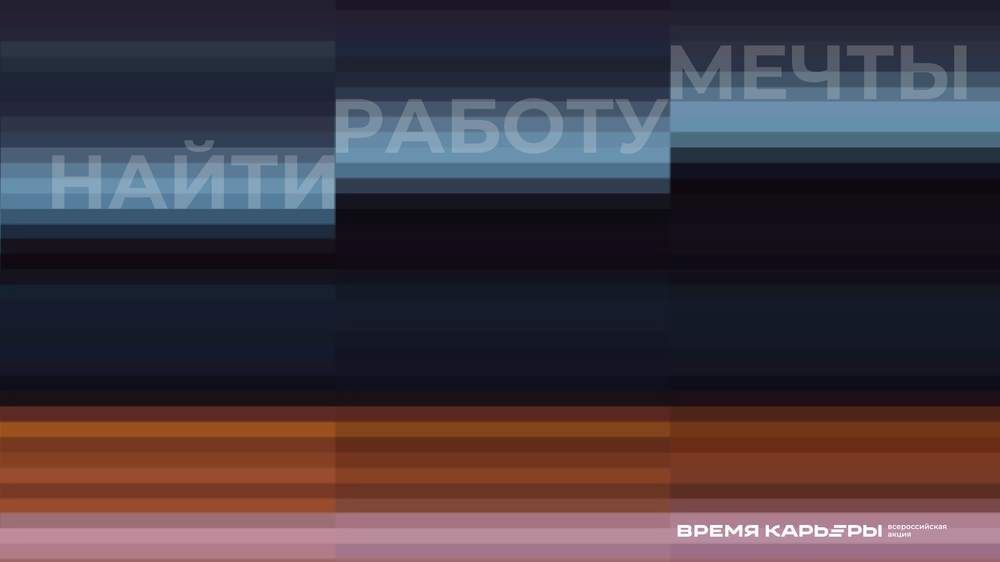 НАЙТИ
РАБОТУ
МЕЧТЫ
ВРЕМЯ КАРЬЕРЫ
всероссийская
акция